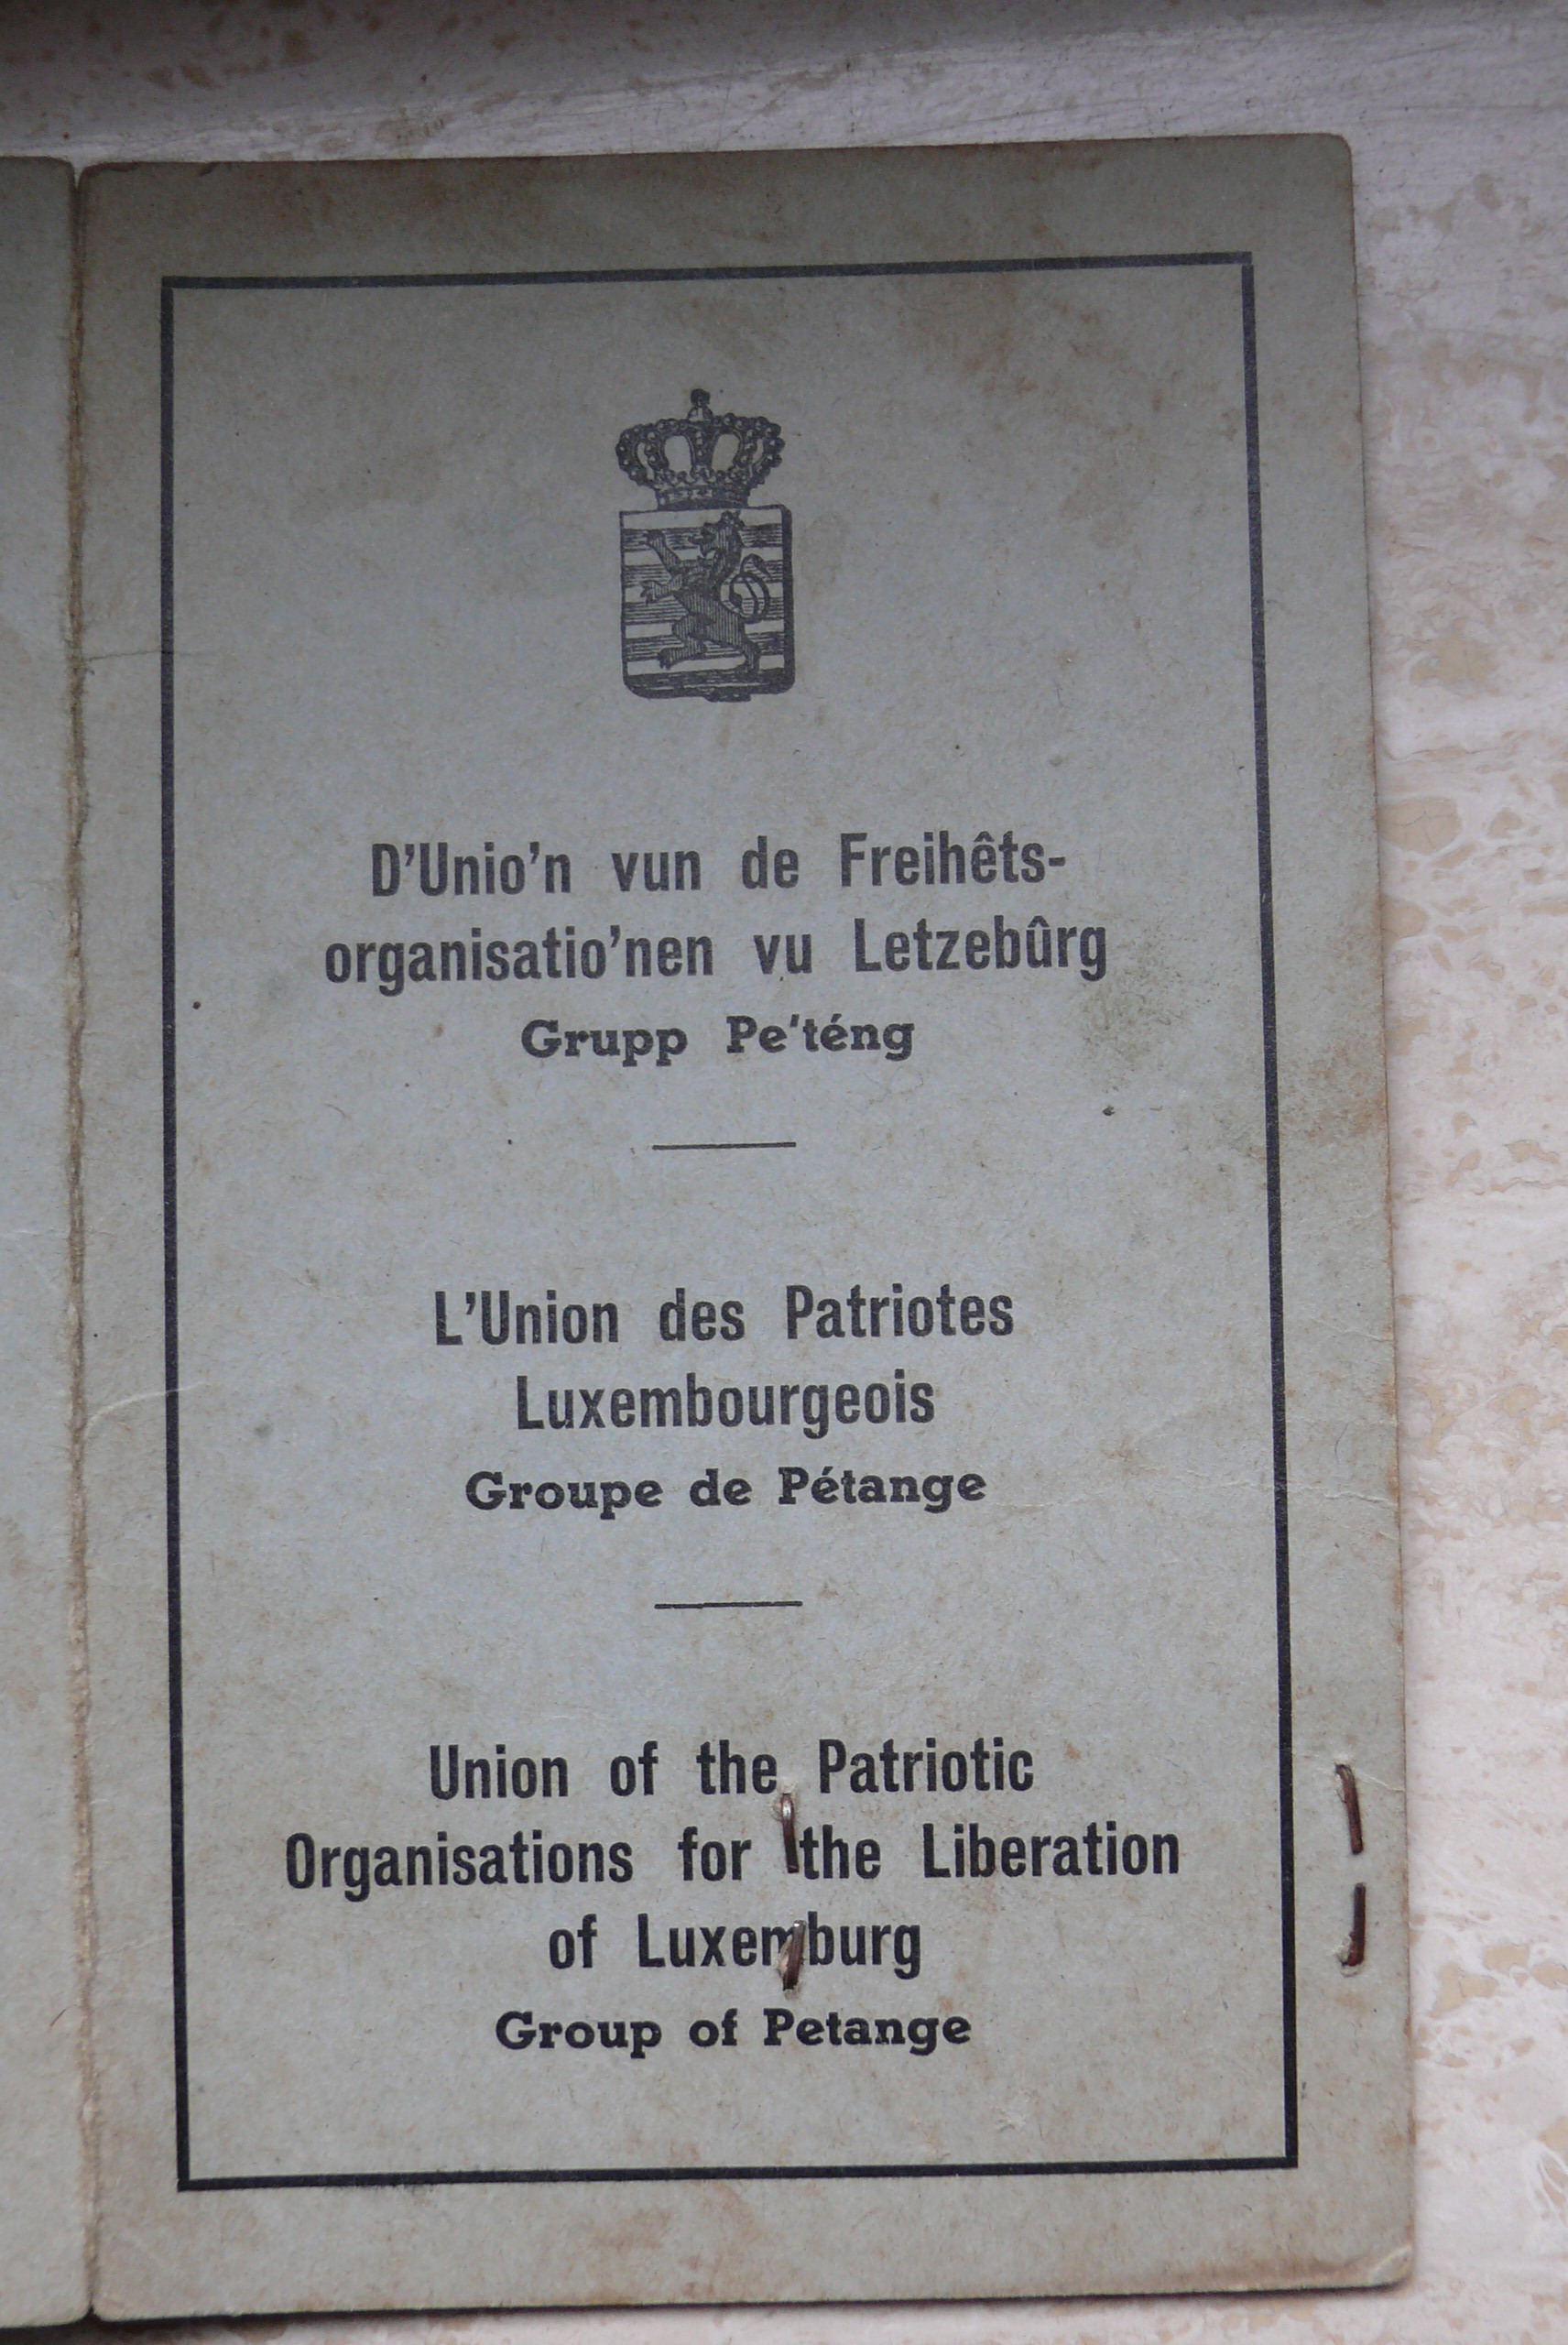 D'Unio'n vun de Freihêts-
organisatio'nen vu Letzebûrg
Grupp Pe'téng
L'Union des Patriotes
Luxembourgeois
Groupe de Pétange
Union of the Patriotic
Organisations for the Liberation
of Luxemburg
Group of Petange